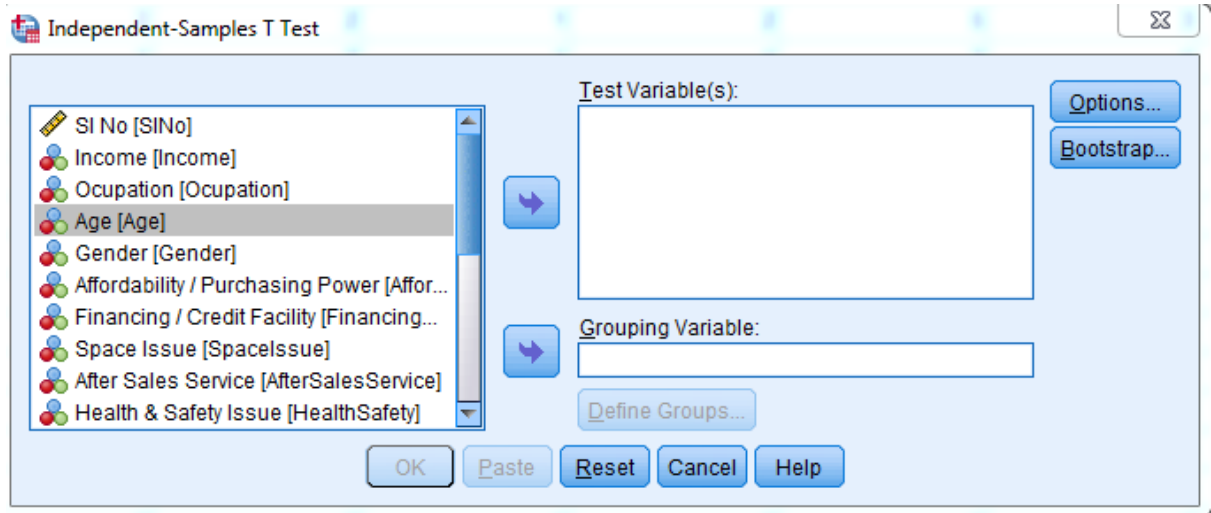 Independent-Samples T Test
Test Variable(s):
SI No [SINo]
Income [Income]
Ocupation [Ocupation]
Age [Age]
Gender [Gender]
Affordability / Purchasing Power [Affor...
Financing / Credit Facility [Financing...
Space Issue [SpaceIssue]
After Sales Service [AfterSalesService]
Health & Safety Issue [HealthSafety]
Options...
Bootstrap...
Grouping Variable:
Define Groups...
OK Paste Reset Cancel Help